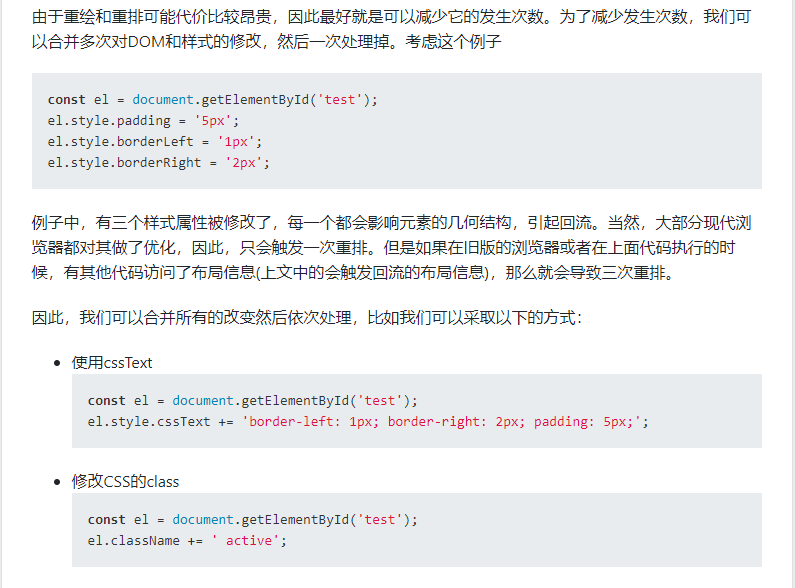 由于重绘和重排可能代价比较昂贵，因此最好就是可以减少它的发生次数。为了减少发生次数，我们可
以合并多次对DOM和样式的修改，然后一次处理掉。考虑这个例子
const el = document.getElementById('test');
el.style.padding = '5px';
el.style.borderLeft = '1px';
el.style.borderRight = '2px';
例子中，有三个样式属性被修改了，每一个都会影响元素的几何结构，引起回流。当然，大部分现代浏
览器都对其做了优化，因此，只会触发一次重排。但是如果在旧版的浏览器或者在上面代码执行的时
候，有其他代码访问了布局信息(上文中的会触发回流的布局信息)，那么就会导致三次重排。
因此，我们可以合并所有的改变然后依次处理，比如我们可以采取以下的方式：
• 使用cssText
const el = document.getElementById('test');
el.style.cssText += 'border-left: 1px; border-right: 2px; padding: 5px;';
• 修改CSS的class
const el = document.getElementById('test');
el.className += ' active';